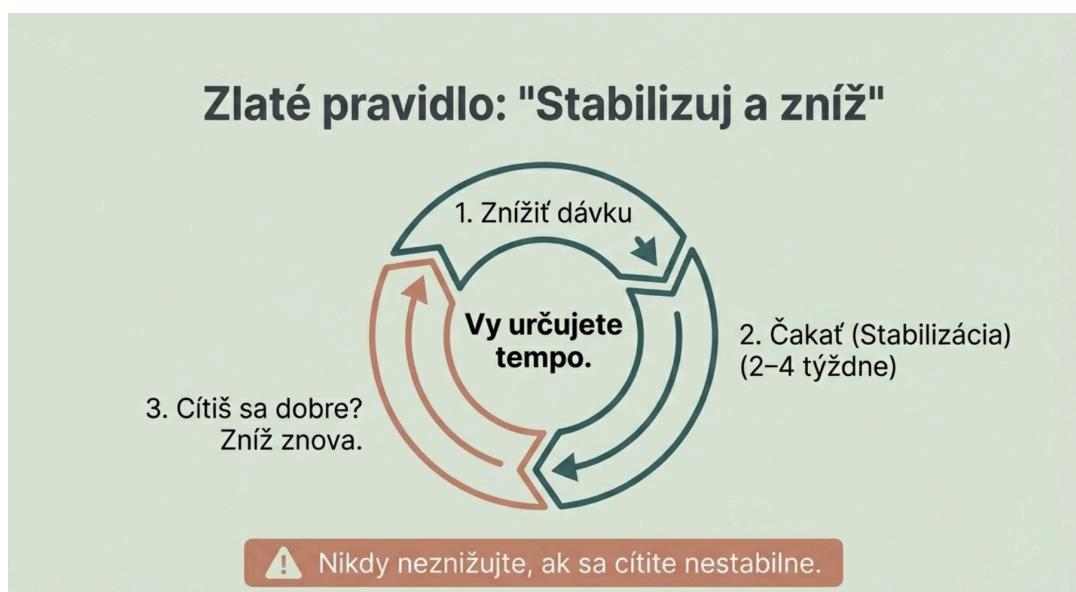 Zlaté pravidlo: "Stabilizuj a zníž"
1. Znížiť dávku
Vy určujete
tempo.
2. Čakať (Stabilizácia)
(2–4 týždne)
3. Cítiš sa dobre?
Zníž znova.
Nikdy neznižujte, ak sa cítite nestabilne.